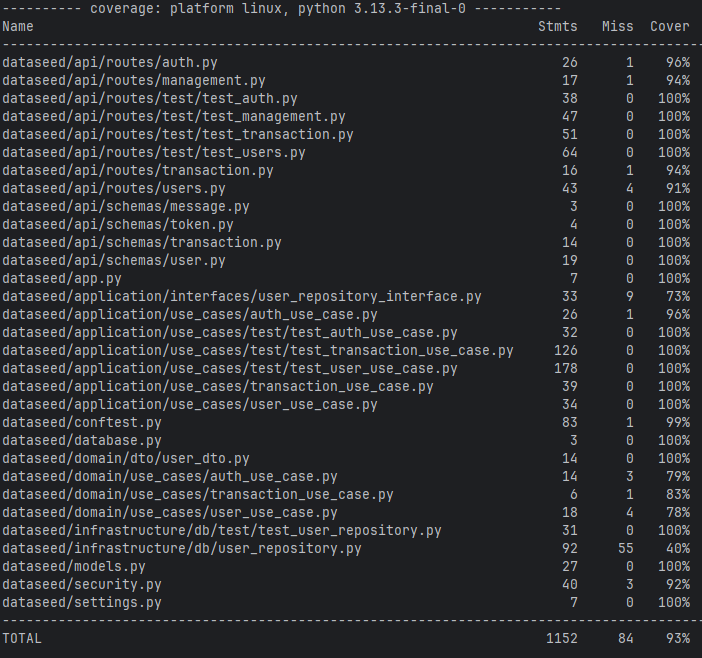 ---------- coverage: platform linux, python 3.13.3-final-0 -----------
Name                                                               Stmts   Miss  Cover
--------------------------------------------------------------------------------------
dataseed/api/routes/auth.py                                           26      1    96%
dataseed/api/routes/management.py                                     17      1    94%
dataseed/api/routes/test/test_auth.py                                 38      0   100%
dataseed/api/routes/test/test_management.py                           47      0   100%
dataseed/api/routes/test/test_transaction.py                          51      0   100%
dataseed/api/routes/test/test_users.py                                64      0   100%
dataseed/api/routes/transaction.py                                    16      1    94%
dataseed/api/routes/users.py                                          43      4    91%
dataseed/api/schemas/message.py                                        3      0   100%
dataseed/api/schemas/token.py                                          4      0   100%
dataseed/api/schemas/transaction.py                                   14      0   100%
dataseed/api/schemas/user.py                                          19      0   100%
dataseed/app.py                                                        7      0   100%
dataseed/application/interfaces/user_repository_interface.py          33      9    73%
dataseed/application/use_cases/auth_use_case.py                       26      1    96%
dataseed/application/use_cases/test/test_auth_use_case.py             32      0   100%
dataseed/application/use_cases/test/test_transaction_use_case.py     126      0   100%
dataseed/application/use_cases/test/test_user_use_case.py            178      0   100%
dataseed/application/use_cases/transaction_use_case.py                39      0   100%
dataseed/application/use_cases/user_use_case.py                       34      0   100%
dataseed/conftest.py                                                  83      1    99%
dataseed/database.py                                                   3      0   100%
dataseed/domain/dto/user_dto.py                                       14      0   100%
dataseed/domain/use_cases/auth_use_case.py                            14      3    79%
dataseed/domain/use_cases/transaction_use_case.py                      6      1    83%
dataseed/domain/use_cases/user_use_case.py                            18      4    78%
dataseed/infrastructure/db/test/test_user_repository.py               31      0   100%
dataseed/infrastructure/db/user_repository.py                         92     55    40%
dataseed/models.py                                                    27      0   100%
dataseed/security.py                                                  40      3    92%
dataseed/settings.py                                                   7      0   100%
--------------------------------------------------------------------------------------
TOTAL                                                               1152     84    93%